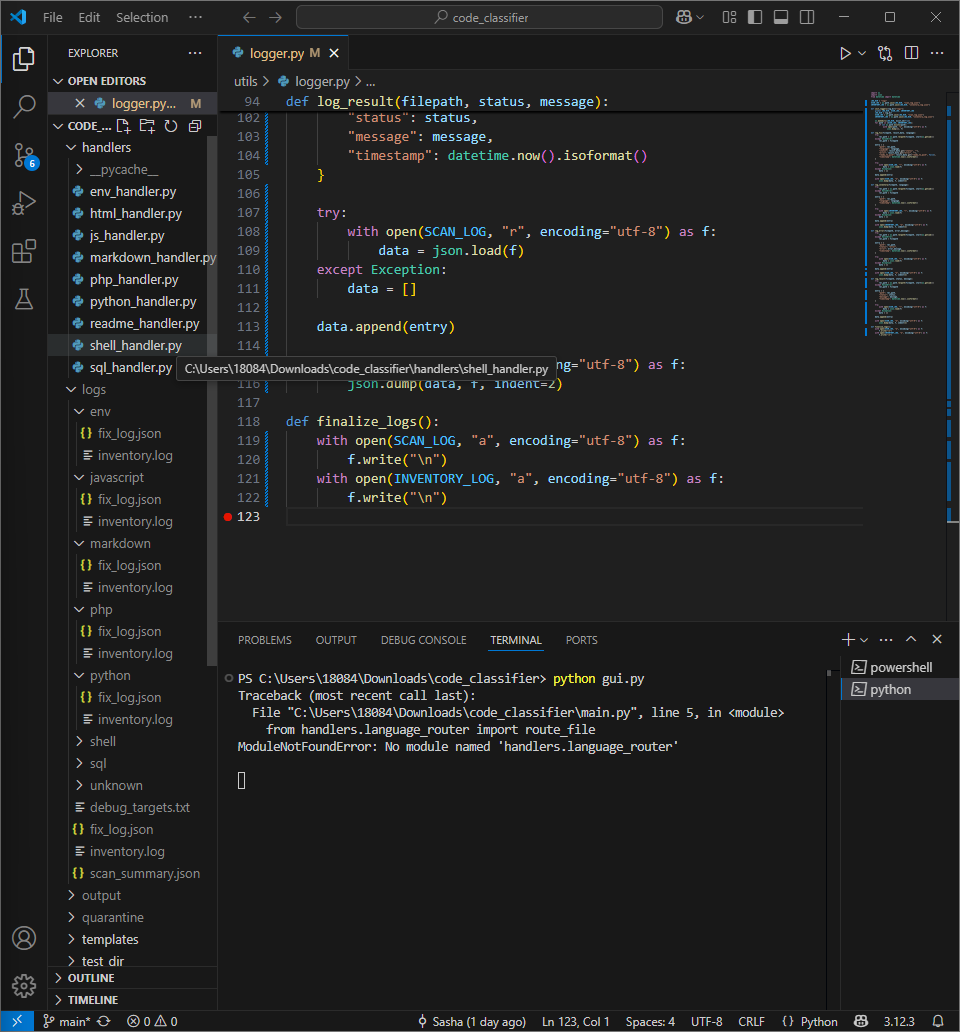 File Edit Selection ··· code_classifier
EXPLORER ···
OPEN EDITORS
logger.py... M
CODE_...
handlers
__pycache__
env_handler.py
html_handler.py
js_handler.py
markdown_handler.py
php_handler.py
python_handler.py
readme_handler.py
shell_handler.py
sql_handler.py
C:\Users\18084\Downloads\code_classifier\handlers\shell_handler.py
logs
env
fix_log.json
inventory.log
javascript
fix_log.json
inventory.log
markdown
fix_log.json
inventory.log
php
fix_log.json
inventory.log
python
fix_log.json
inventory.log
shell
sql
unknown
debug_targets.txt
fix_log.json
inventory.log
scan_summary.json
output
quarantine
templates
test_dir
OUTLINE
TIMELINE
6
logger.py M
utils > logger.py > ...
94 def log_result(filepath, status, message):
102 "status": status,
103 "message": message,
104 "timestamp": datetime.now().isoformat()
105 }
106
107 try:
108 with open(SCAN_LOG, "r", encoding="utf-8") as f:
109 data = json.load(f)
110 except Exception:
111 data = []
112
113 data.append(entry)
114
ng="utf-8") as f:
116 json.dump(data, f, indent=2)
117
118 def finalize_logs():
119 with open(SCAN_LOG, "a", encoding="utf-8") as f:
120 f.write("\n")
121 with open(INVENTORY_LOG, "a", encoding="utf-8") as f:
122 f.write("\n")
123
PROBLEMS OUTPUT DEBUG CONSOLE TERMINAL PORTS
PS C:\Users\18084\Downloads\code_classifier> python gui.py
Traceback (most recent call last):
File "C:\Users\18084\Downloads\code_classifier\main.py", line 5, in <module>
from handlers.language_router import route_file
ModuleNotFoundError: No module named 'handlers.language_router'
powershell
python
main* 0 0 Sasha (1 day ago) Ln 123, Col 1 Spaces: 4 UTF-8 CRLF {} Python 3.12.3